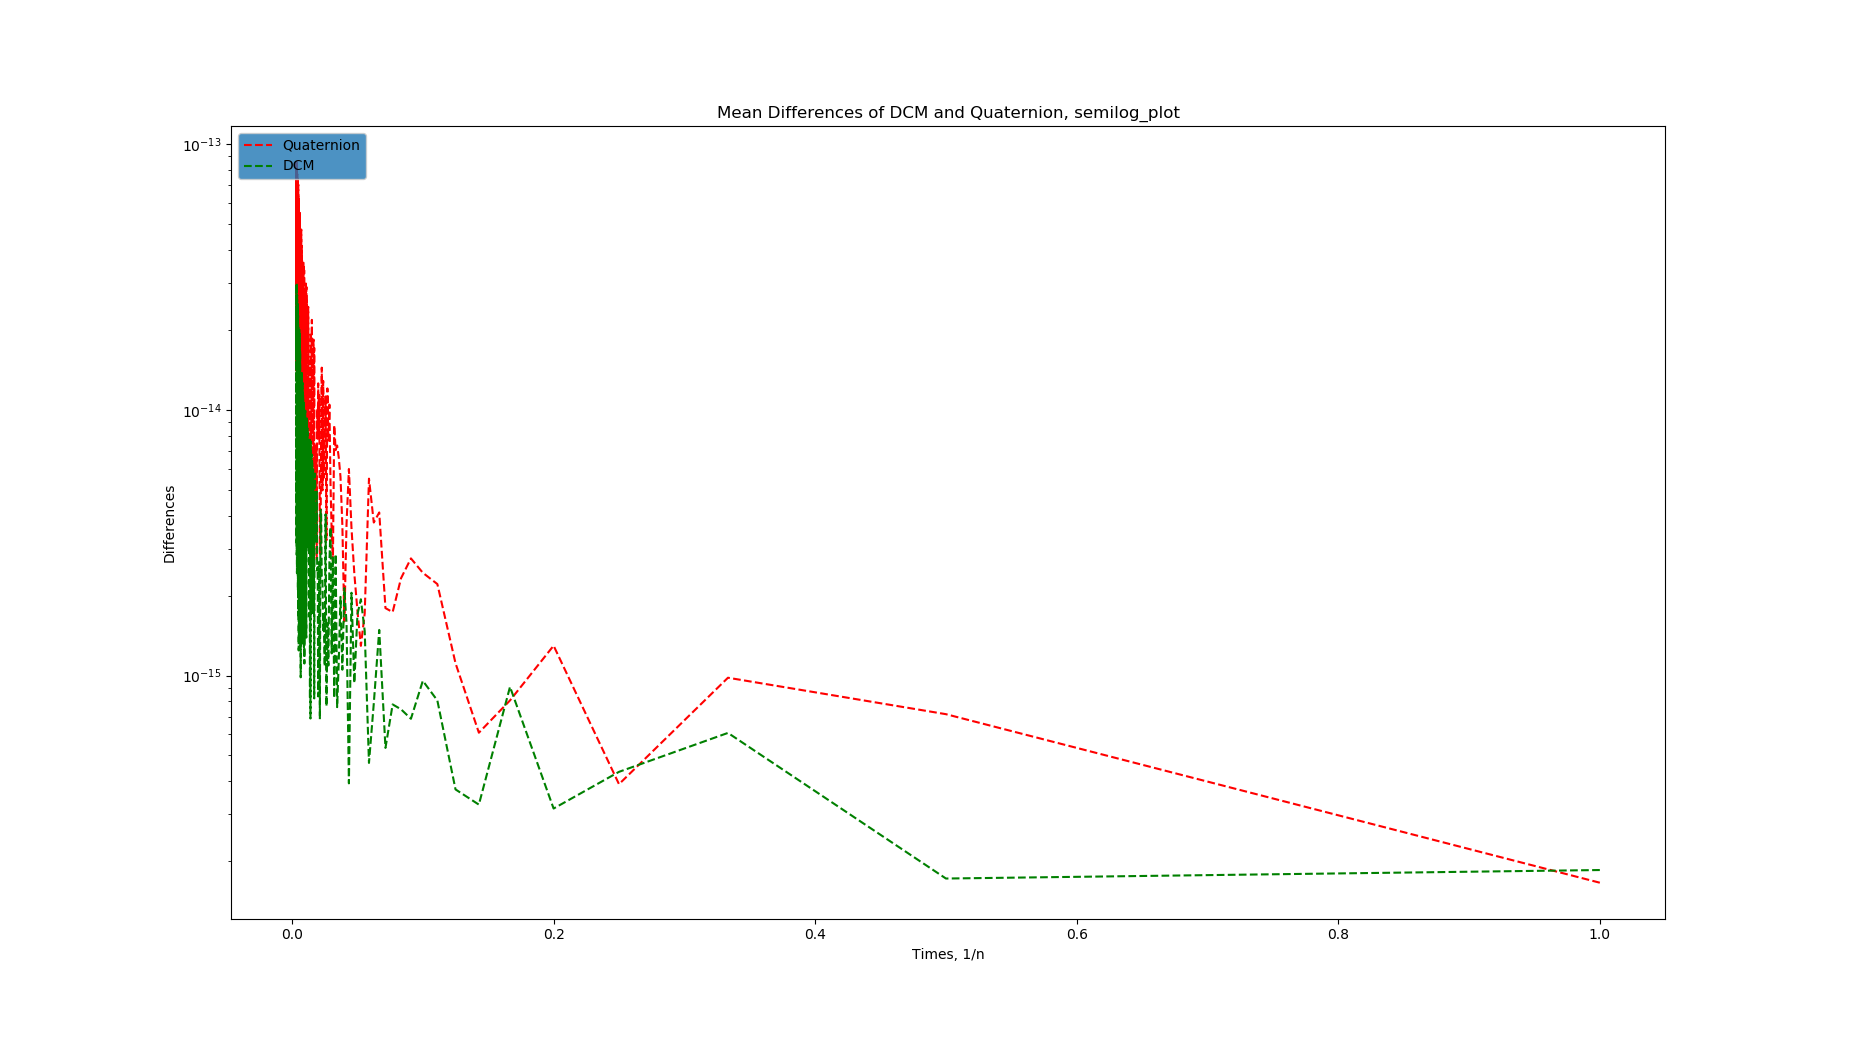 Mean Differences of DCM and Quaternion, semilog_plot
Quaternion
DCM
10⁻¹³
10⁻¹⁴
10⁻¹⁵
Differences
0.0 0.2 0.4 0.6 0.8 1.0
Times, 1/n